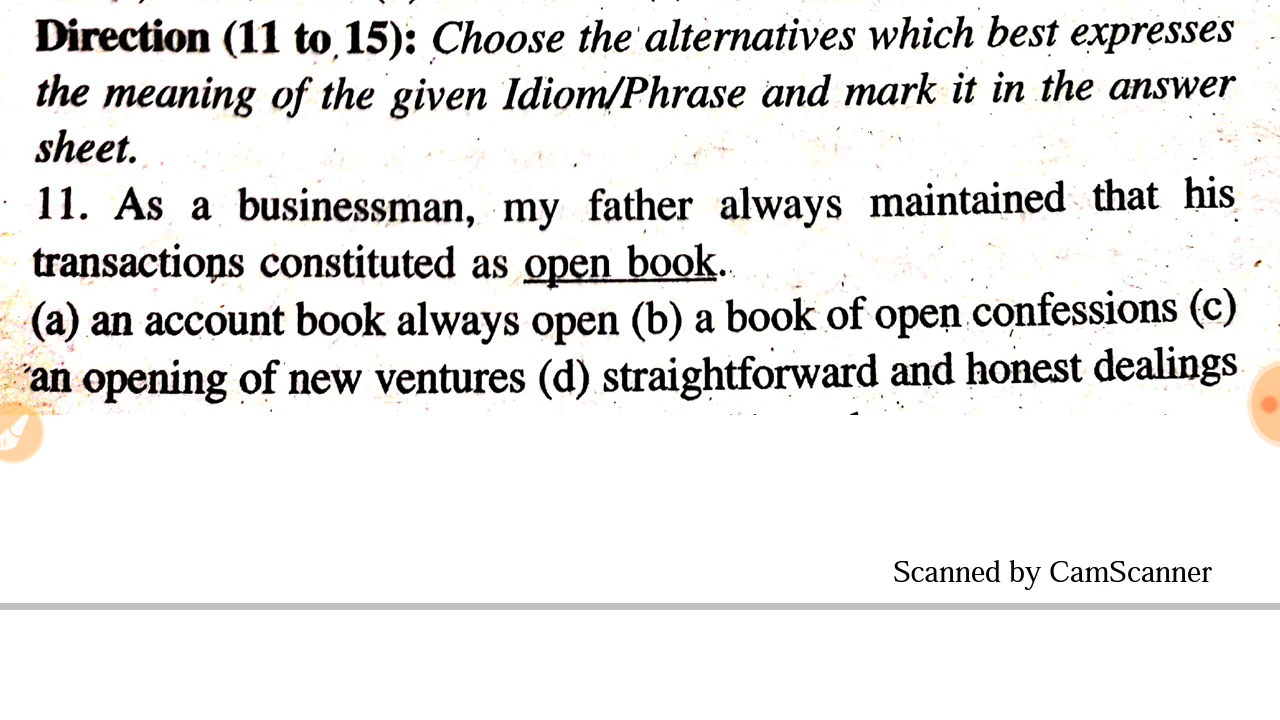 Direction (11 to 15): Choose the alternatives which best expresses
the meaning of the given Idiom/Phrase and mark it in the answer
sheet.
11. As a businessman, my father always maintained that his
transactions constituted as open book.
(a) an account book always open (b) a book of open confessions (c)
an opening of new ventures (d) straightforward and honest dealings
Scanned by CamScanner